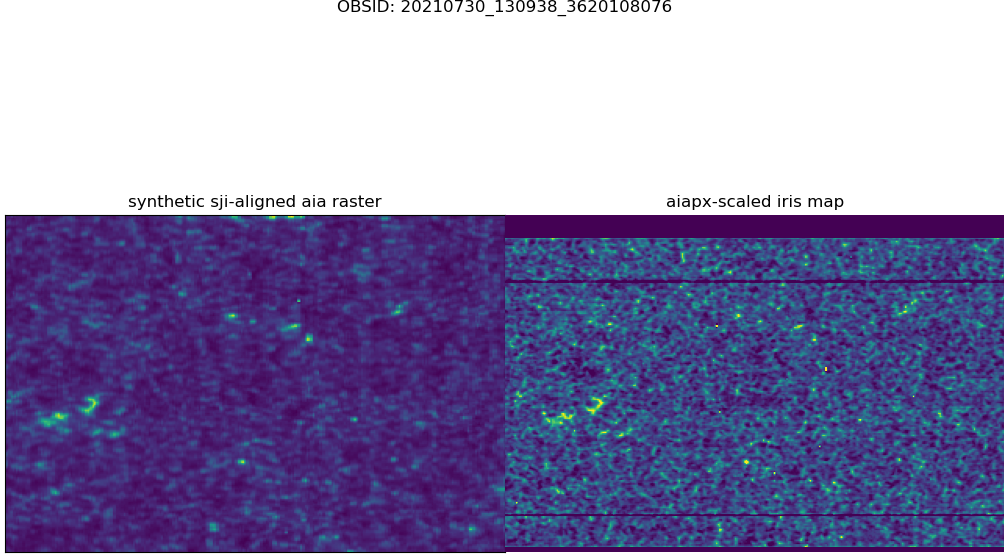 OBSID: 20210730_130938_3620108076
synthetic sji-aligned aia raster
aiapx-scaled iris map